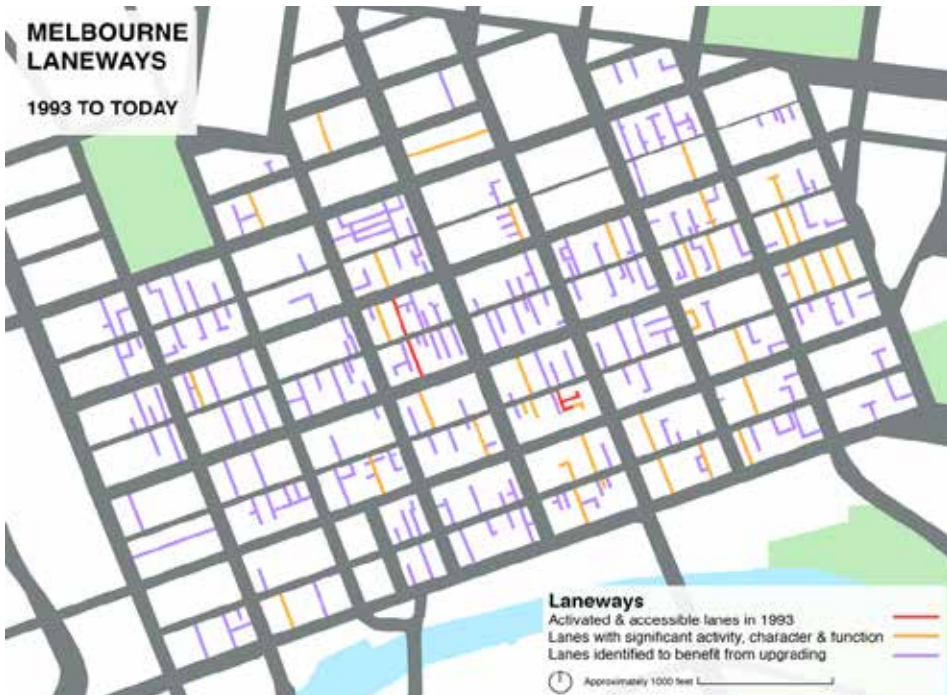 MELBOURNE
LANEWAYS
1993 TO TODAY
Laneways
Activated & accessible lanes in 1993
Lanes with significant activity, character & function
Lanes identified to benefit from upgrading
Approximately 1000 feet